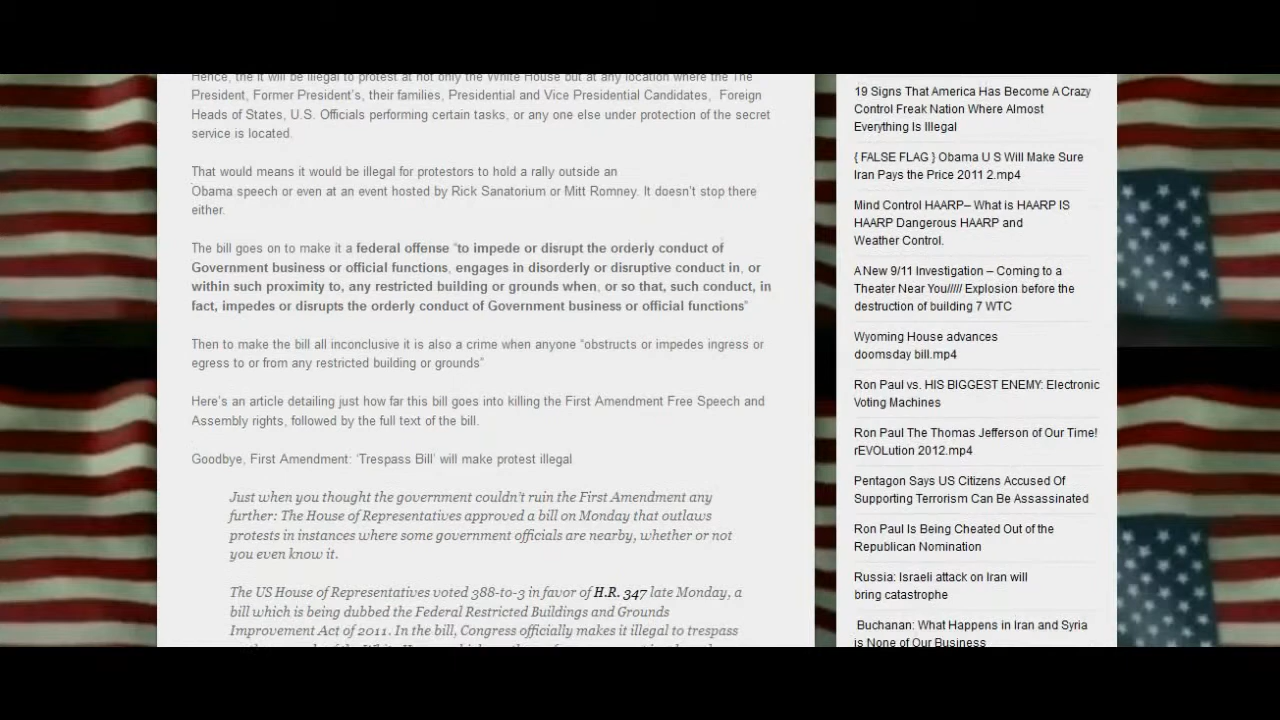 Hence, the it will be illegal to protest at not only the White House but at any location where the The
President, Former President's, their families, Presidential and Vice Presidential Candidates, Foreign
Heads of States, U.S. Officials performing certain tasks, or any one else under protection of the secret
service is located.
That would means it would be illegal for protestors to hold a rally outside an
Obama speech or even at an event hosted by Rick Sanatorium or Mitt Romney. It doesn't stop there
either.
The bill goes on to make it a federal offense "to impede or disrupt the orderly conduct of
Government business or official functions, engages in disorderly or disruptive conduct in, or
within such proximity to, any restricted building or grounds when, or so that, such conduct, in
fact, impedes or disrupts the orderly conduct of Government business or official functions"
Then to make the bill all inconclusive it is also a crime when anyone "obstructs or impedes ingress or
egress to or from any restricted building or grounds"
Here's an article detailing just how far this bill goes into killing the First Amendment Free Speech and
Assembly rights, followed by the full text of the bill.
Goodbye, First Amendment: 'Trespass Bill' will make protest illegal
Just when you thought the government couldn't ruin the First Amendment any
further: The House of Representatives approved a bill on Monday that outlaws
protests in instances where some government officials are nearby, whether or not
you even know it.
The US House of Representatives voted 388-to-3 in favor of H.R. 347 late Monday, a
bill which is being dubbed the Federal Restricted Buildings and Grounds
Improvement Act of 2011. In the bill, Congress officially makes it illegal to trespass
19 Signs That America Has Become A Crazy
Control Freak Nation Where Almost
Everything Is Illegal
{ FALSE FLAG } Obama U S Will Make Sure
Iran Pays the Price 2011 2.mp4
Mind Control HAARP– What is HAARP IS
HAARP Dangerous HAARP and
Weather Control.
A New 9/11 Investigation – Coming to a
Theater Near You///// Explosion before the
destruction of building 7 WTC
Wyoming House advances
doomsday bill.mp4
Ron Paul vs. HIS BIGGEST ENEMY: Electronic
Voting Machines
Ron Paul The Thomas Jefferson of Our Time!
rEVOLution 2012.mp4
Pentagon Says US Citizens Accused Of
Supporting Terrorism Can Be Assassinated
Ron Paul Is Being Cheated Out of the
Republican Nomination
Russia: Israeli attack on Iran will
bring catastrophe
Buchanan: What Happens in Iran and Syria
is None of Our Business